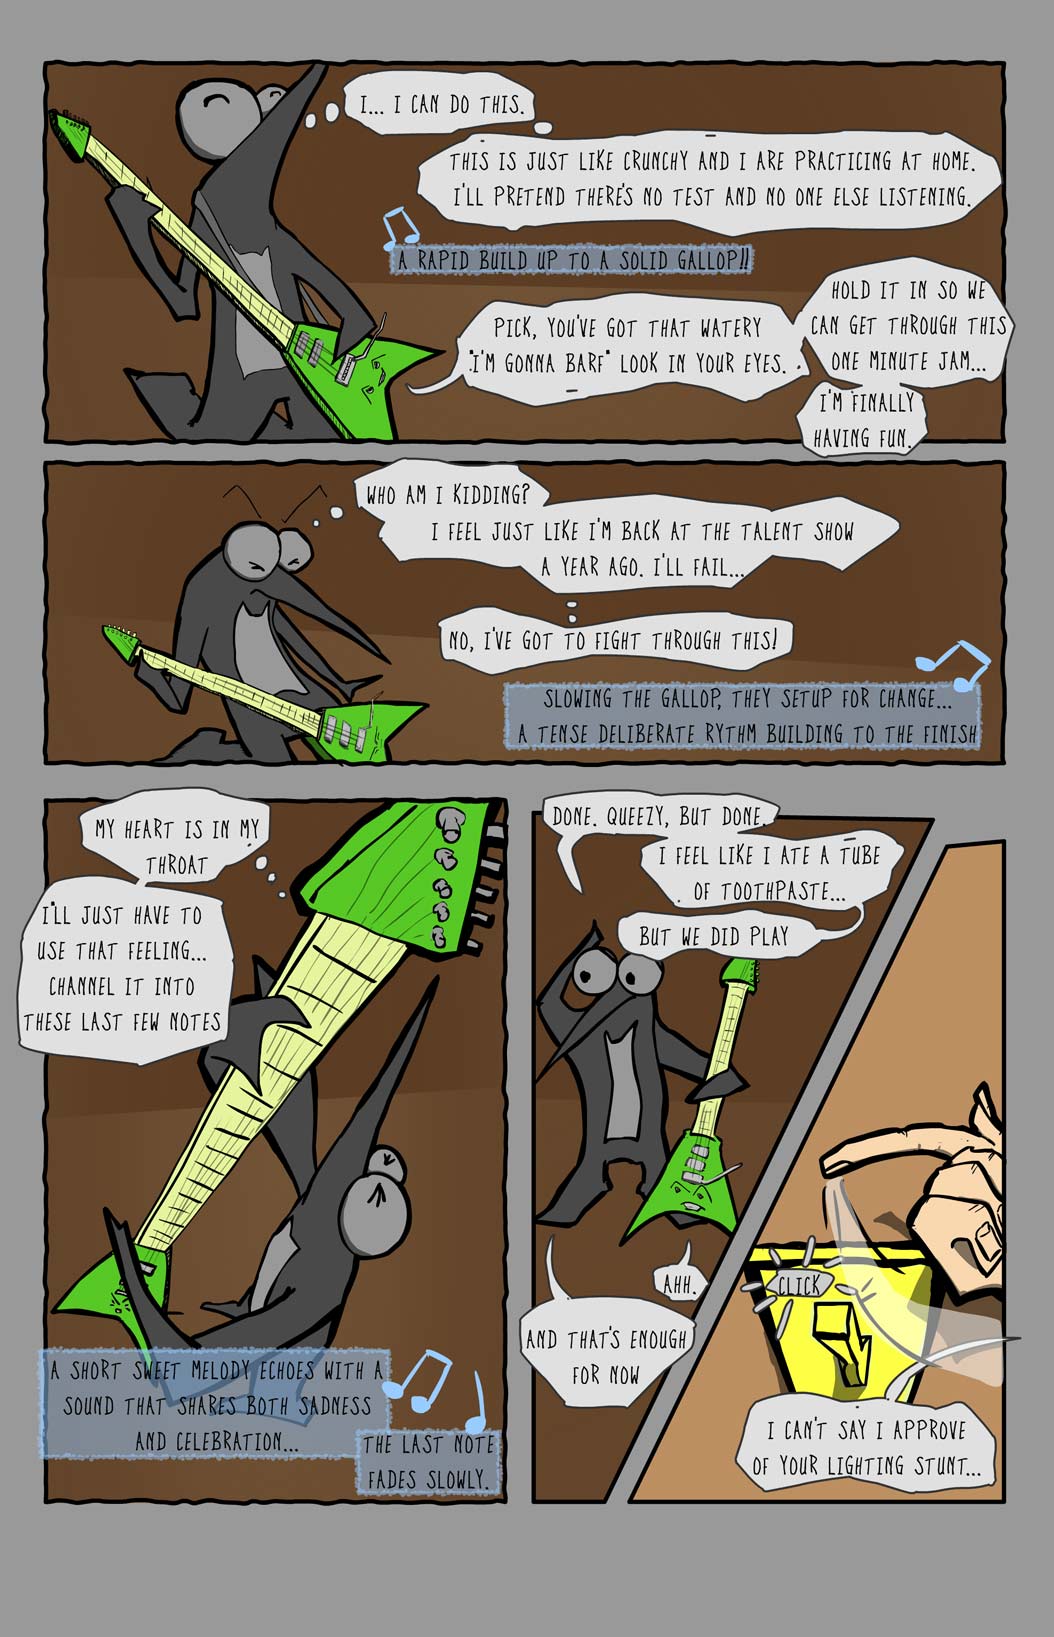 I... I CAN DO THIS.
THIS IS JUST LIKE CRUNCHY AND I ARE PRACTICING AT HOME.
I'LL PRETEND THERE'S NO TEST AND NO ONE ELSE LISTENING.
A RAPID BUILD UP TO A SOLID GALLOP!!
PICK, YOU'VE GOT THAT WATERY
"I'M GONNA BARF" LOOK IN YOUR EYES.
HOLD IT IN SO WE
CAN GET THROUGH THIS
ONE MINUTE JAM...
I'M FINALLY
HAVING FUN.
WHO AM I KIDDING?
I FEEL JUST LIKE I'M BACK AT THE TALENT SHOW
A YEAR AGO. I'LL FAIL...
NO, I'VE GOT TO FIGHT THROUGH THIS!
SLOWING THE GALLOP, THEY SETUP FOR CHANGE...
A TENSE DELIBERATE RYTHM BUILDING TO THE FINISH
MY HEART IS IN MY
THROAT
I'LL JUST HAVE TO
USE THAT FEELING...
CHANNEL IT INTO
THESE LAST FEW NOTES
A SHORT SWEET MELODY ECHOES WITH A
SOUND THAT SHARES BOTH SADNESS
AND CELEBRATION...
THE LAST NOTE
FADES SLOWLY.
DONE. QUEEZY, BUT DONE.
I FEEL LIKE I ATE A TUBE
OF TOOTHPASTE...
BUT WE DID PLAY
AHH.
AND THAT'S ENOUGH
FOR NOW
CLICK
I CAN'T SAY I APPROVE
OF YOUR LIGHTING STUNT...